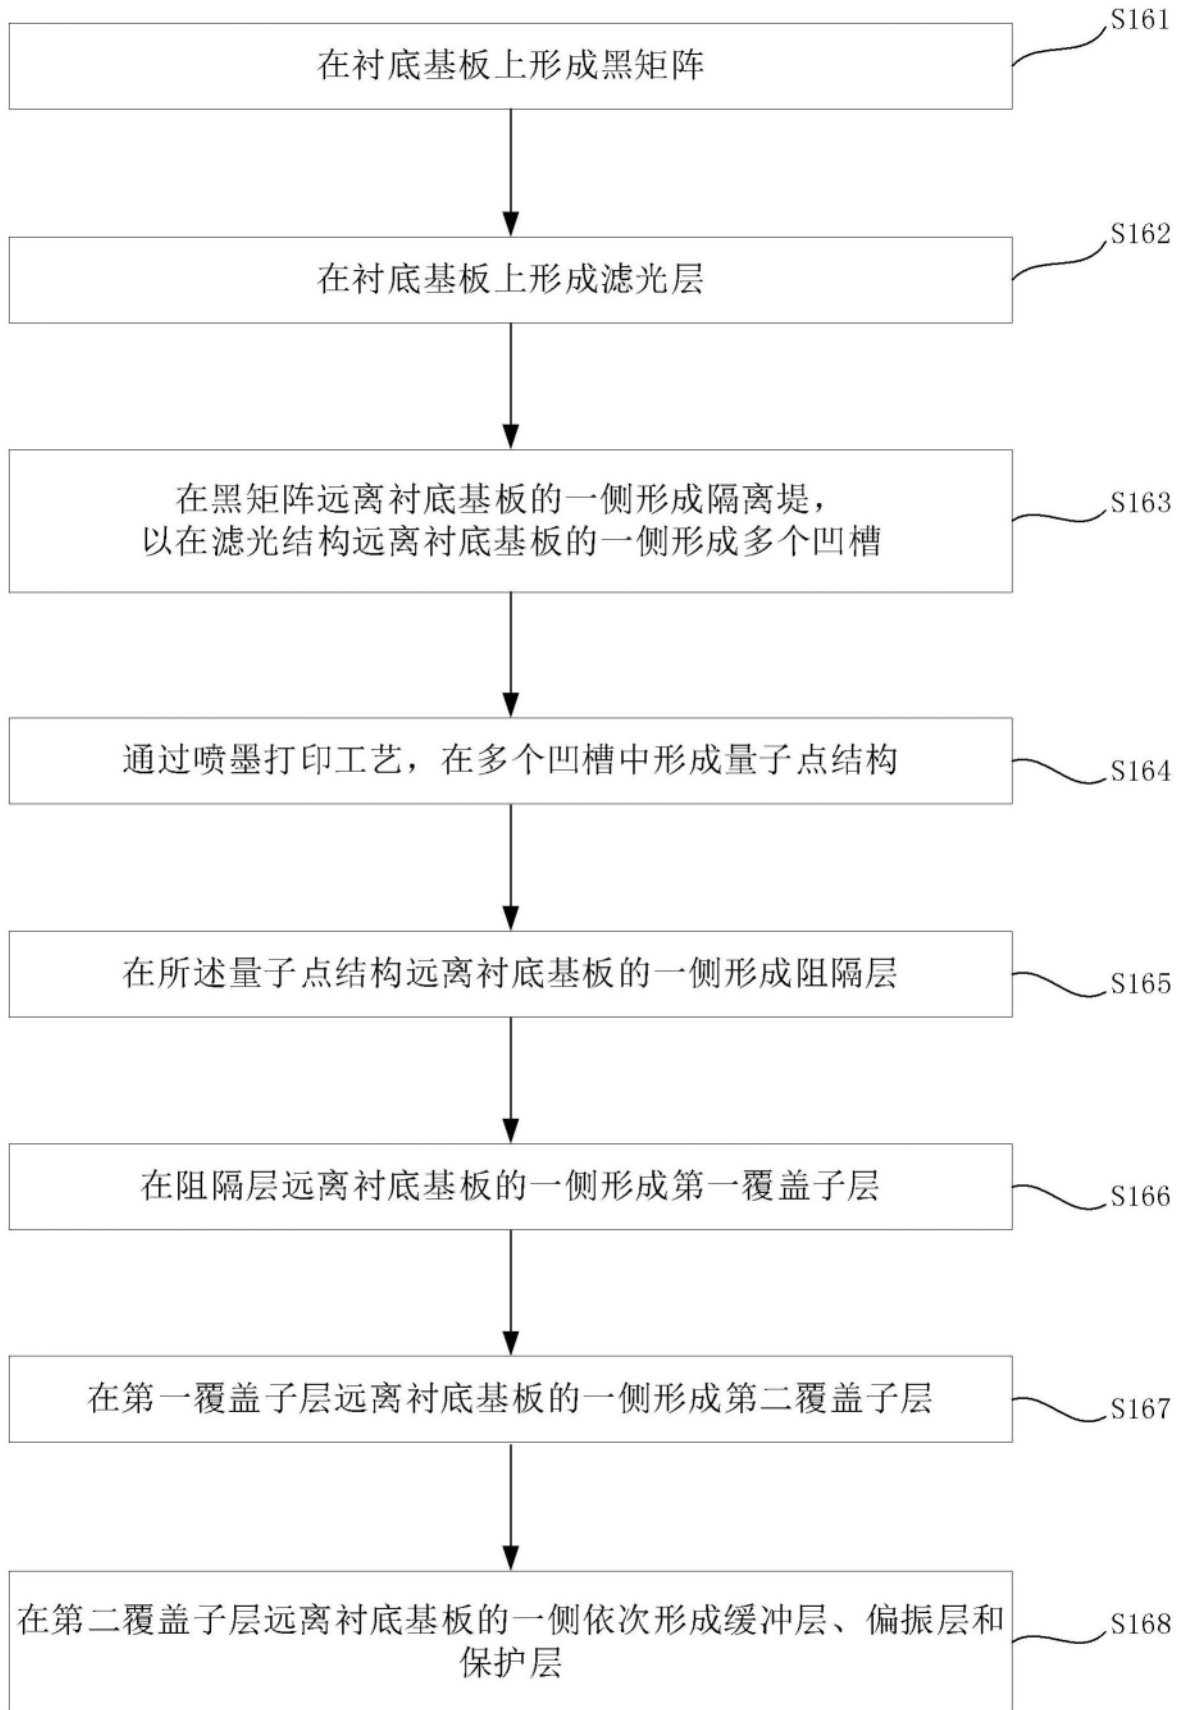 S161
在衬底基板上形成黑矩阵
S162
在衬底基板上形成滤光层
在黑矩阵远离衬底基板的一侧形成隔离堤，
以在滤光结构远离衬底基板的一侧形成多个凹槽
S163
通过喷墨打印工艺，在多个凹槽中形成量子点结构
S164
在所述量子点结构远离衬底基板的一侧形成阻隔层
S165
在阻隔层远离衬底基板的一侧形成第一覆盖子层
S166
在第一覆盖子层远离衬底基板的一侧形成第二覆盖子层
S167
在第二覆盖子层远离衬底基板的一侧依次形成缓冲层、偏振层和
保护层
S168